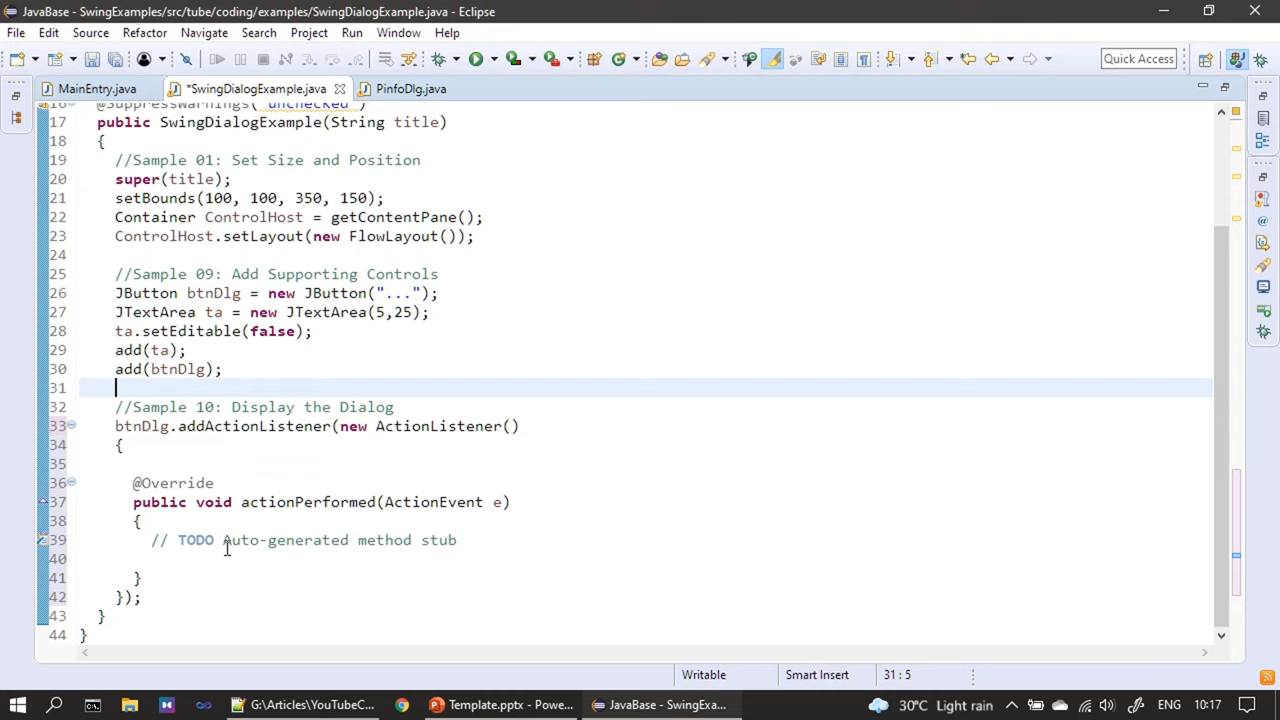 JavaBase - SwingExamples/src/tube/coding/examples/SwingDialogExample.java - Eclipse
File Edit Source Refactor Navigate Search Project Run Window Help
Quick Access
MainEntry.java *SwingDialogExample.java PinfoDlg.java
16 @SuppressWarnings("unchecked")
17 public SwingDialogExample(String title)
18 {
19 //Sample 01: Set Size and Position
20 super(title);
21 setBounds(100, 100, 350, 150);
22 Container ControlHost = getContentPane();
23 ControlHost.setLayout(new FlowLayout());
24
25 //Sample 09: Add Supporting Controls
26 JButton btnDlg = new JButton("...");
27 JTextArea ta = new JTextArea(5,25);
28 ta.setEditable(false);
29 add(ta);
30 add(btnDlg);
31
32 //Sample 10: Display the Dialog
33 btnDlg.addActionListener(new ActionListener()
34 {
35
36 @Override
37 public void actionPerformed(ActionEvent e)
38 {
39 // TODO Auto-generated method stub
40
41 }
42 });
43 }
44 }
Writable Smart Insert 31 : 5
G:\Articles\YouTubeC... Template.pptx - Powe... JavaBase - SwingExa... 30°C Light rain ENG 10:17